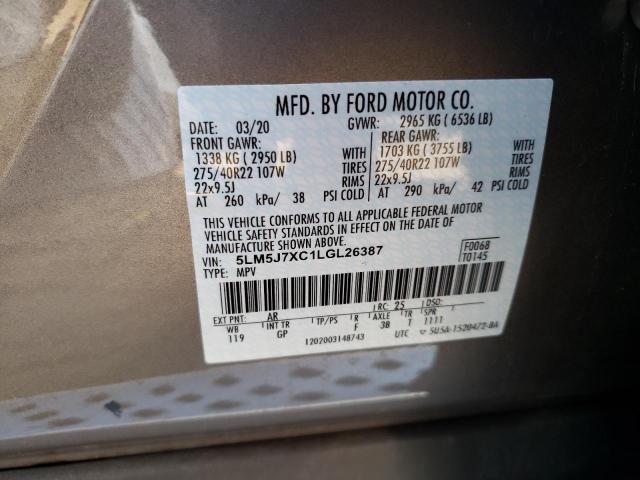 MFD. BY FORD MOTOR CO.
DATE: 03/20 GVWR: 2965 KG ( 6536 LB)
FRONT GAWR: REAR GAWR:
1338 KG ( 2950 LB) WITH 1703 KG ( 3755 LB) WITH
275/40R22 107W TIRES 275/40R22 107W TIRES
22x9.5J RIMS 22x9.5J RIMS
AT 260 kPa/ 38 PSI COLD AT 290 kPa/ 42 PSI COLD
THIS VEHICLE CONFORMS TO ALL APPLICABLE FEDERAL MOTOR
VEHICLE SAFETY STANDARDS IN EFFECT ON THE DATE OF
MANUFACTURE SHOWN ABOVE.
VIN: 5LM5J7XC1LGL26387 F0068
TYPE: MPV T0145
EXT PNT: AR RC: 25 DSO:
WB INT TR TP/PS R AXLE TR SPR
119 GP F 3B T 1111
1202003148743 UTC 5U5A-1520472-BA